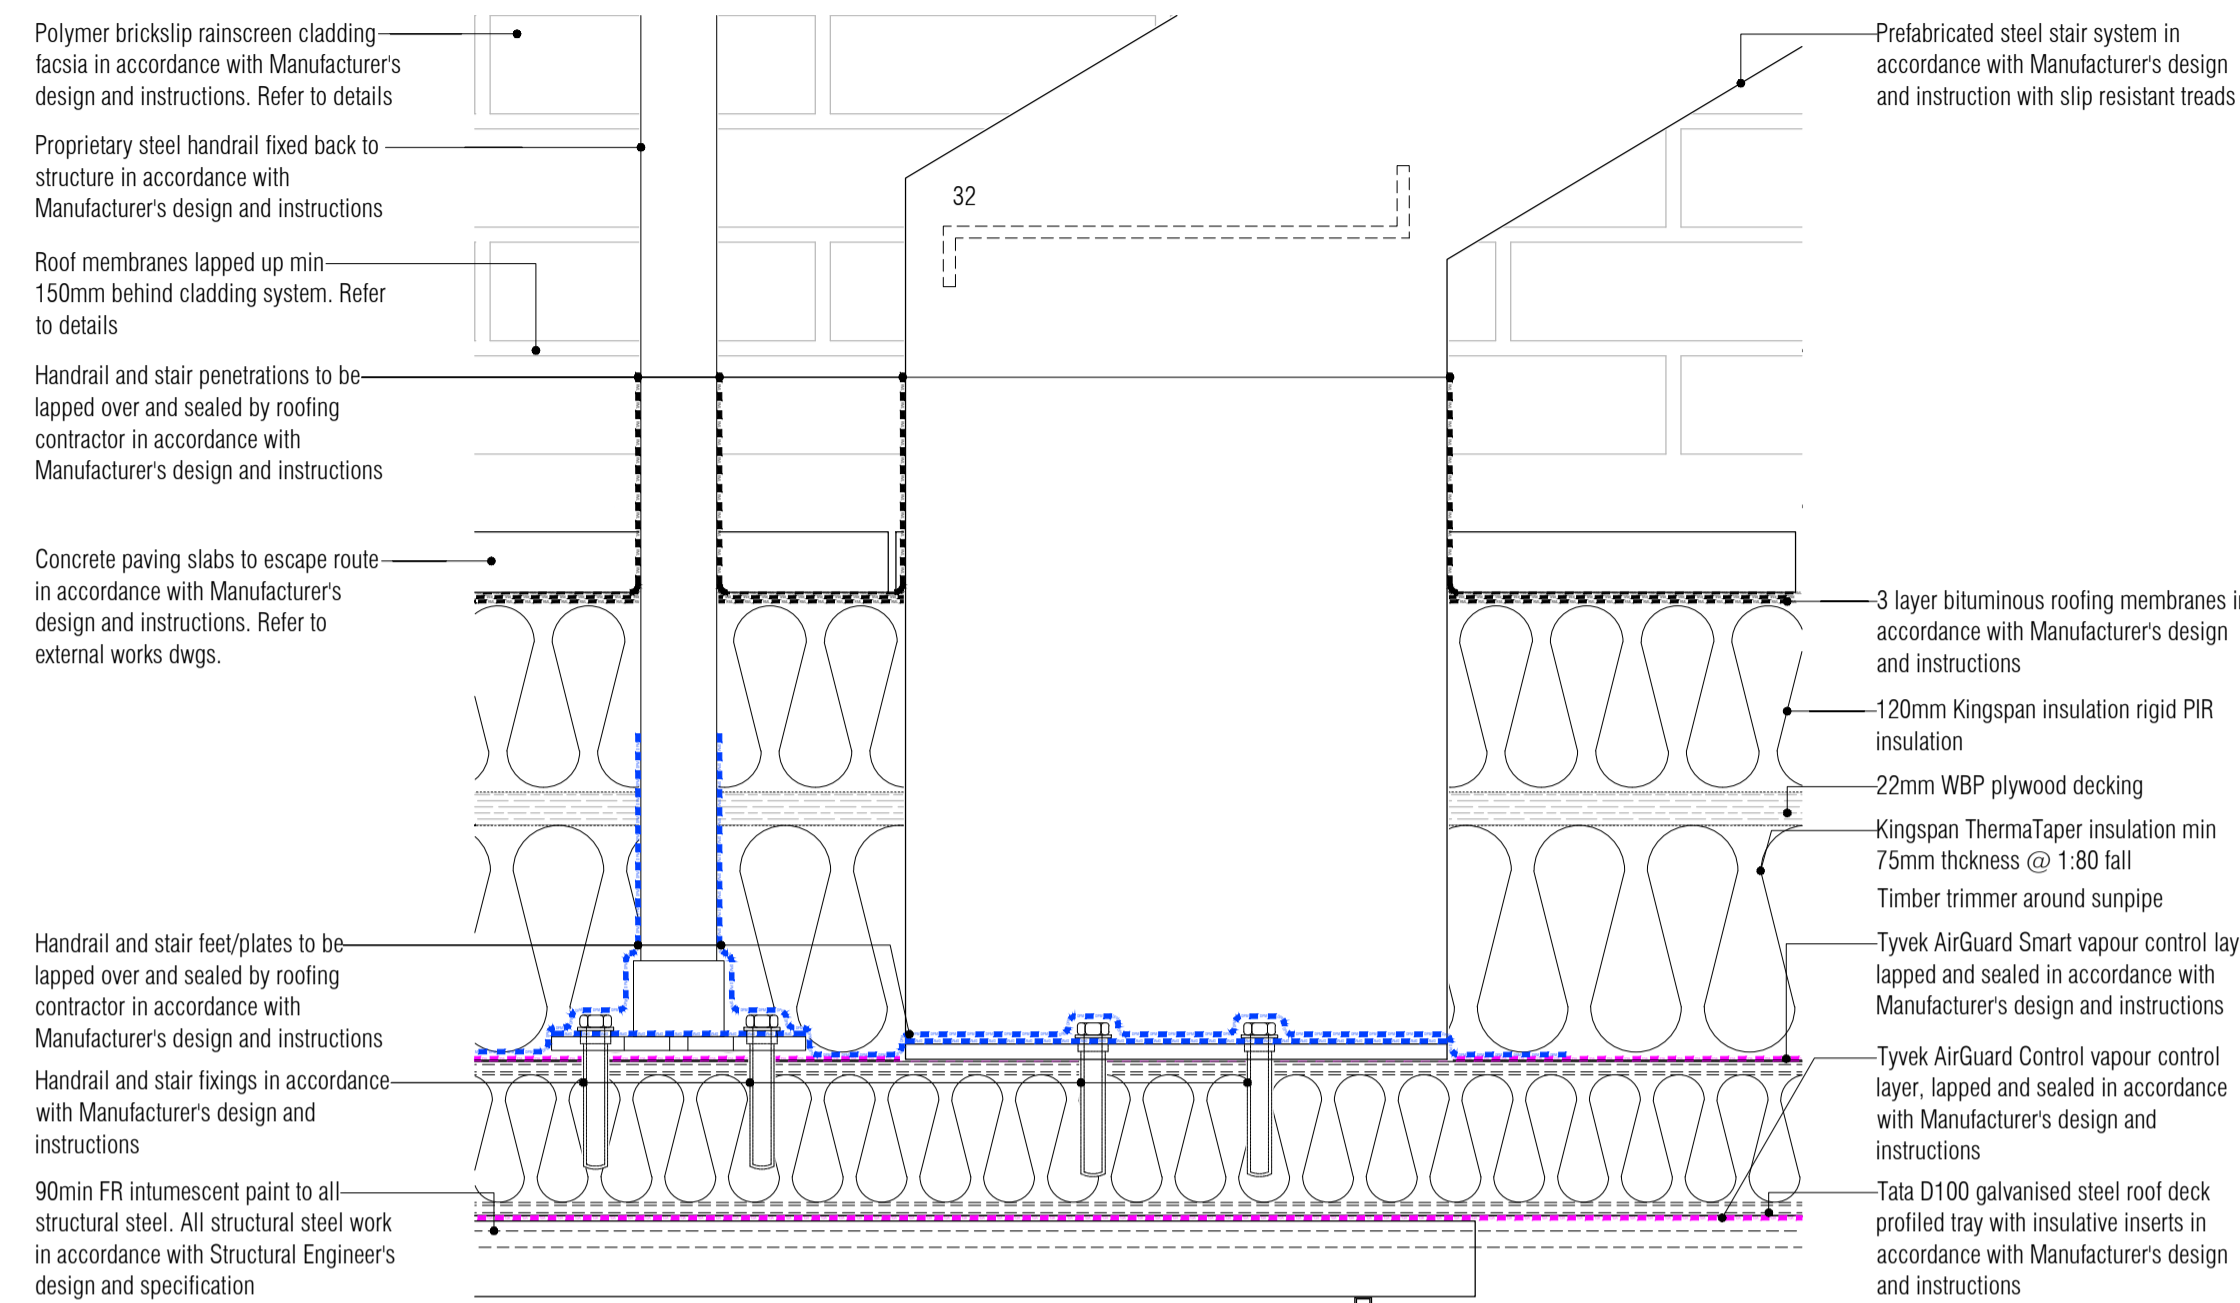 Polymer brickslip rainscreen cladding
facsia in accordance with Manufacturer's
design and instructions. Refer to details
Proprietary steel handrail fixed back to
structure in accordance with
Manufacturer's design and instructions
Roof membranes lapped up min
150mm behind cladding system. Refer
to details
Handrail and stair penetrations to be
lapped over and sealed by roofing
contractor in accordance with
Manufacturer's design and instructions
Concrete paving slabs to escape route
in accordance with Manufacturer's
design and instructions. Refer to
external works dwgs.
Handrail and stair feet/plates to be
lapped over and sealed by roofing
contractor in accordance with
Manufacturer's design and instructions
Handrail and stair fixings in accordance
with Manufacturer's design and
instructions
90min FR intumescent paint to all
structural steel. All structural steel work
in accordance with Structural Engineer's
design and specification
32
Prefabricated steel stair system in
accordance with Manufacturer's design
and instruction with slip resistant treads
3 layer bituminous roofing membranes
accordance with Manufacturer's design
and instructions
120mm Kingspan insulation rigid PIR
insulation
22mm WBP plywood decking
Kingspan ThermaTaper insulation min
75mm thckness @ 1:80 fall
Timber trimmer around sunpipe
Tyvek AirGuard Smart vapour control
lapped and sealed in accordance with
Manufacturer's design and instructions
Tyvek AirGuard Control vapour control
layer, lapped and sealed in accordance
with Manufacturer's design and
instructions
Tata D100 galvanised steel roof deck
profiled tray with insulative inserts in
accordance with Manufacturer's design
and instructions